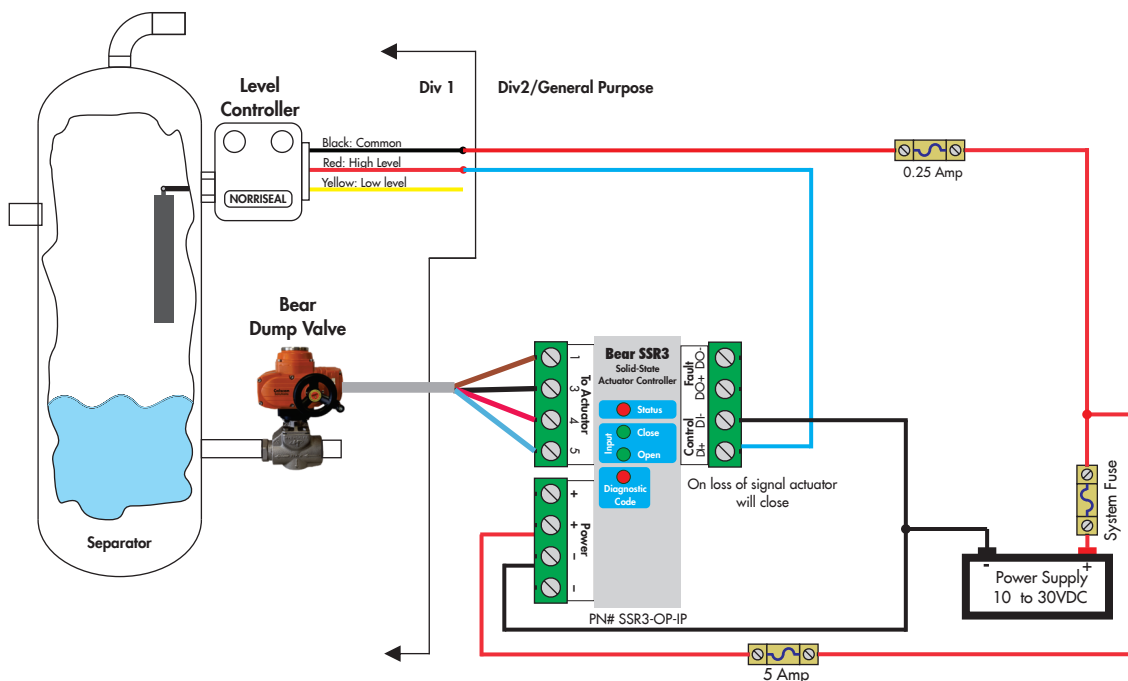 Level
Controller
Div 1
Div2/General Purpose
Black: Common
Red: High Level
Yellow: Low level
NORRISEAL
0.25 Amp
Bear
Dump Valve
Separator
1
3
4
5
To Actuator
Bear SSR3
Solid-State
Actuator Controller
Status
Input
Close
Open
Diagnostic
Code
Fault
DO-
DO+
Control
DI-
DI+
On loss of signal actuator
will close
+
+
-
-
Power
PN# SSR3-OP-IP
System Fuse
- +
Power Supply
10 to 30VDC
5 Amp